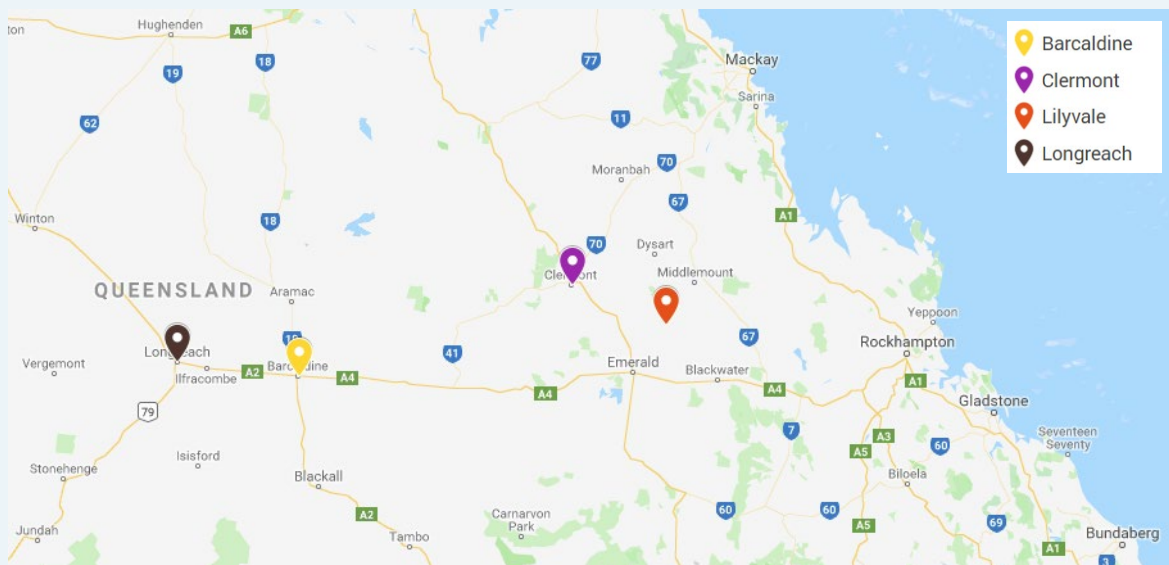 ton
Hughenden
A6
18
19
77
Mackay
Sarina
62
11
Moranbah
70
67
A1
Winton
18
70
Dysart
Middlemount
Clermont
QUEENSLAND
Aramac
Yeppoon
67
Rockhampton
Longreach
Vergemont
Ilfracombe
A2
Barcaldine
A4
41
A4
Emerald
Blackwater
A4
A1
Gladstone
79
7
A3
60
Seventeen
Seventy
A5
Isisford
Stonehenge
Blackall
Biloela
60
60
A2
Carnarvon
Park
A5
69
Jundah
Tambo
A1
Bundaberg
3
Barcaldine
Clermont
Lilyvale
Longreach